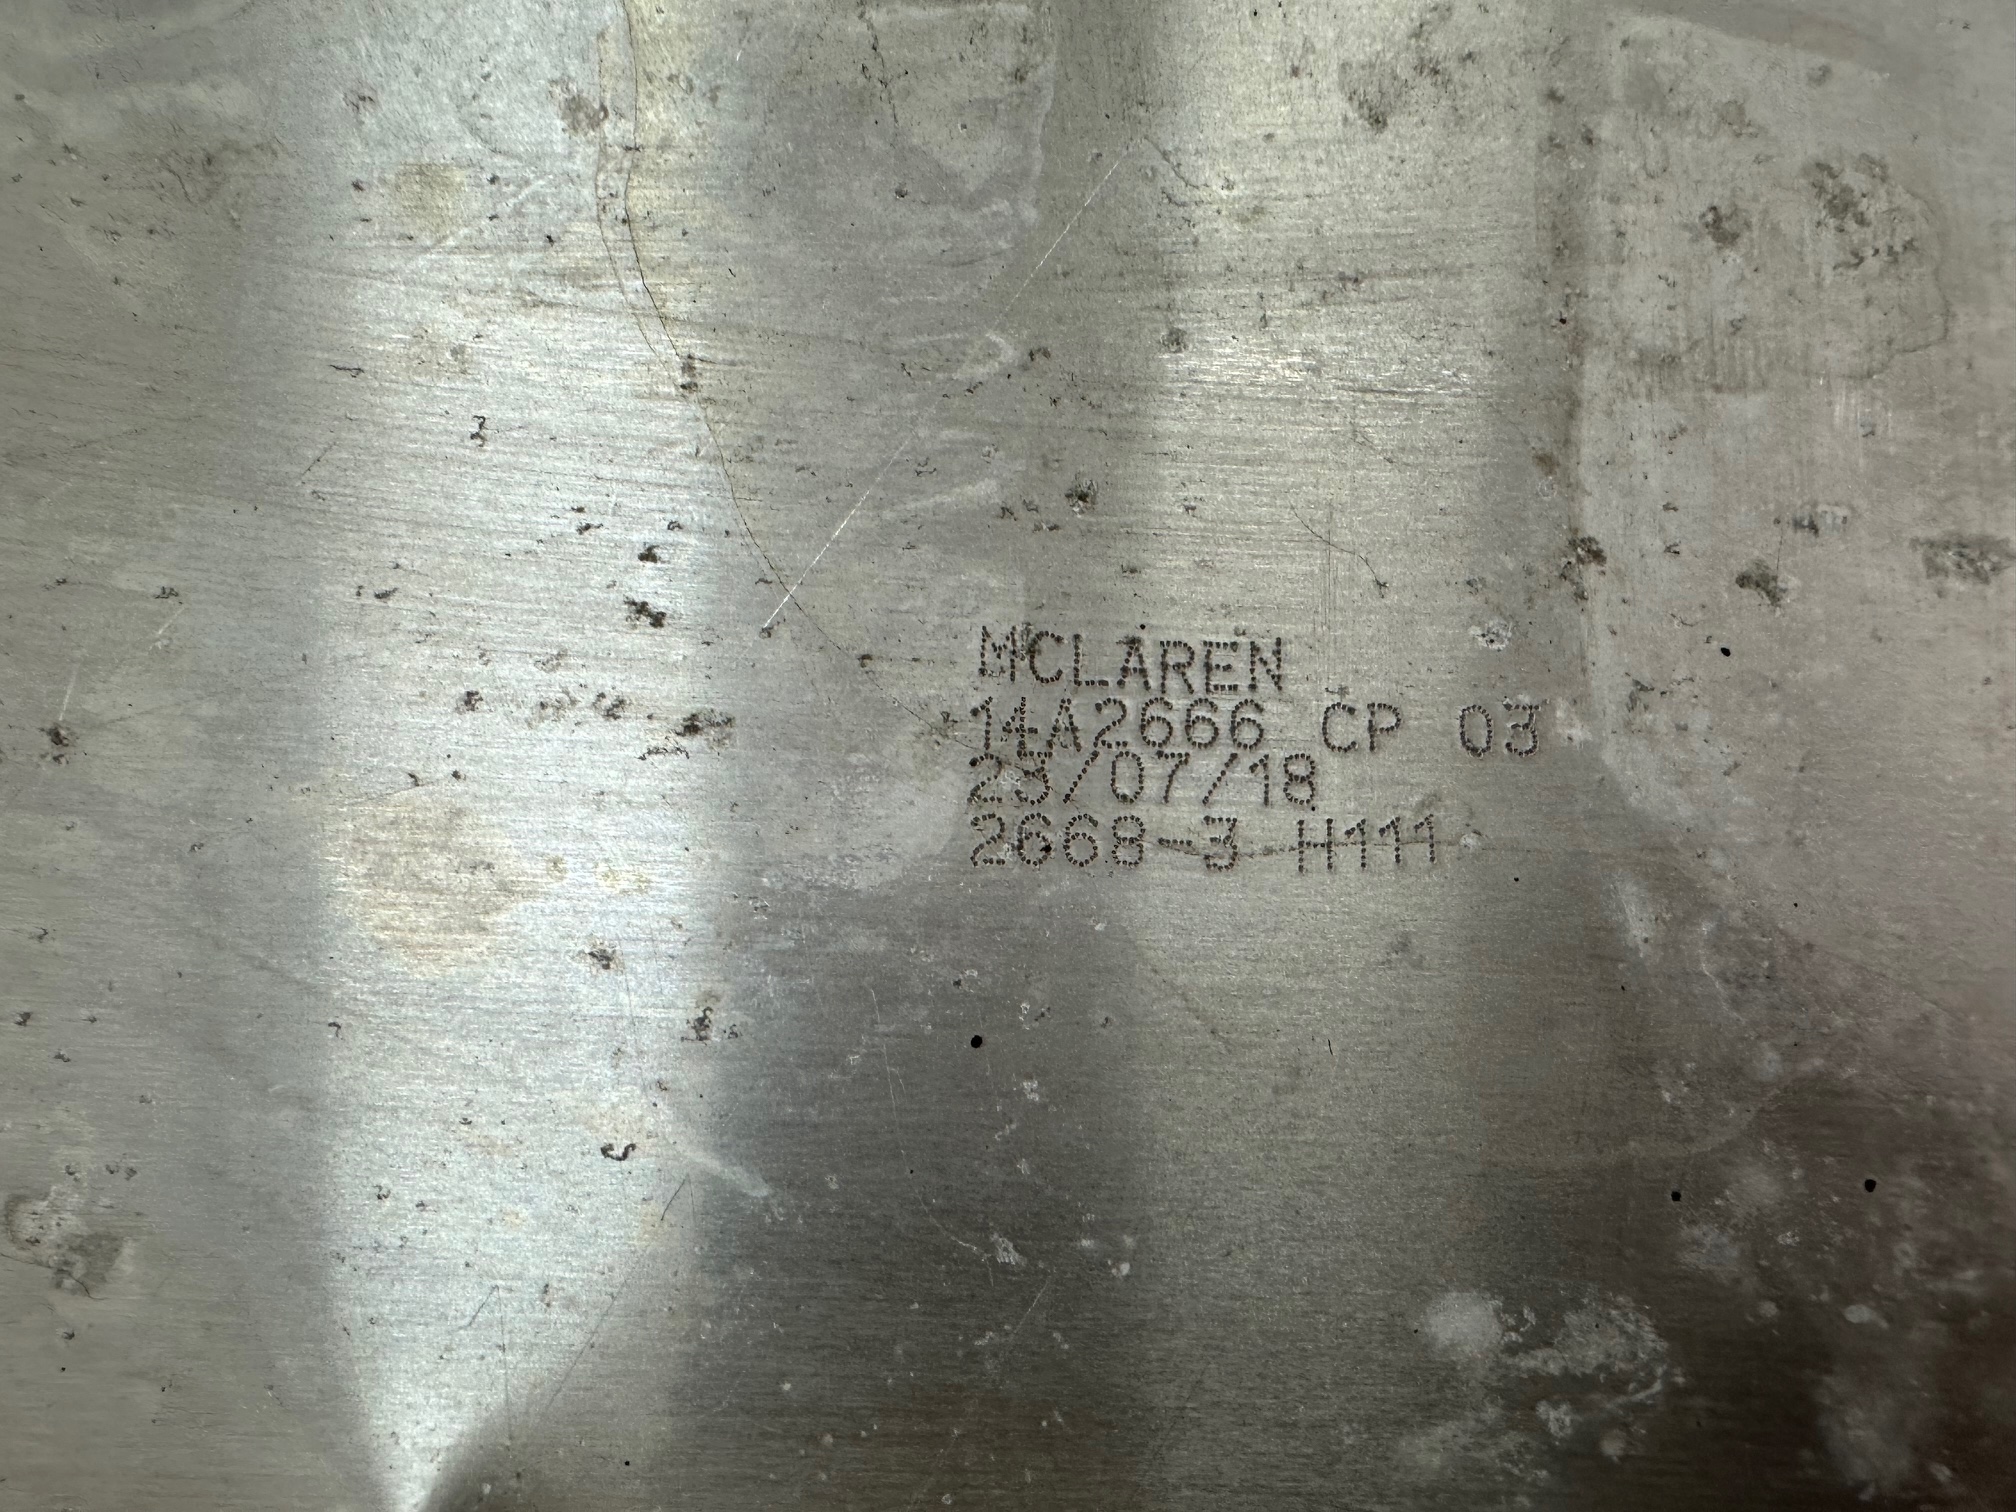 MCLAREN
14A2666 CP 03
23/07/18
2668-3 H111